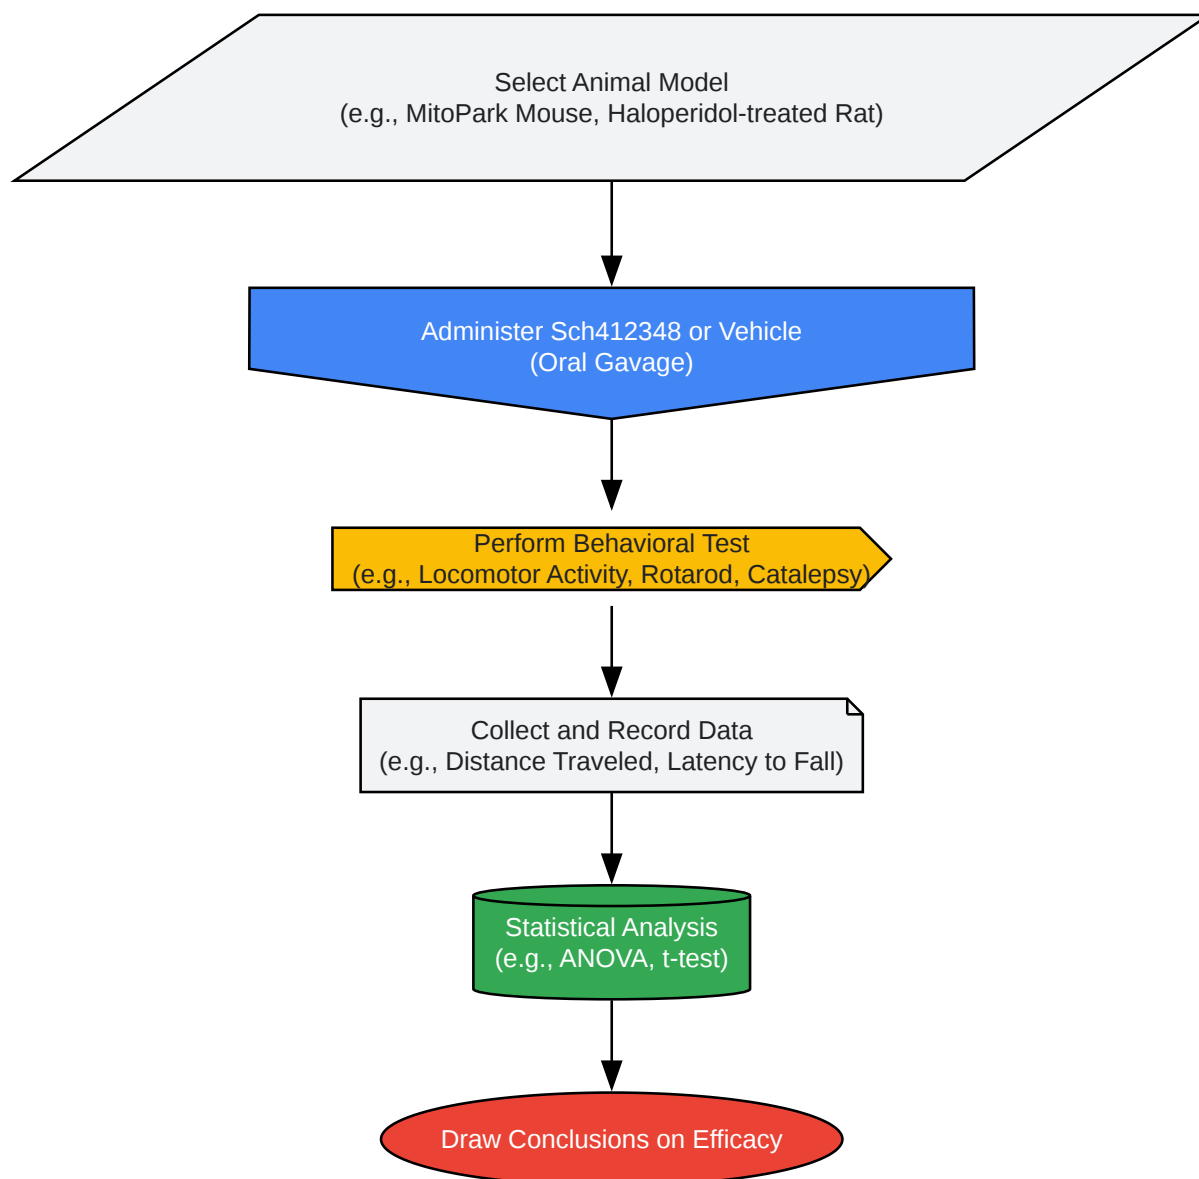 Select Animal Model
(e.g., MitoPark Mouse, Haloperidol-treated Rat)
Administer Sch412348 or Vehicle
(Oral Gavage)
Perform Behavioral Test
(e.g., Locomotor Activity, Rotarod, Catalepsy)
Collect and Record Data
(e.g., Distance Traveled, Latency to Fall)
Statistical Analysis
(e.g., ANOVA, t-test)
Draw Conclusions on Efficacy